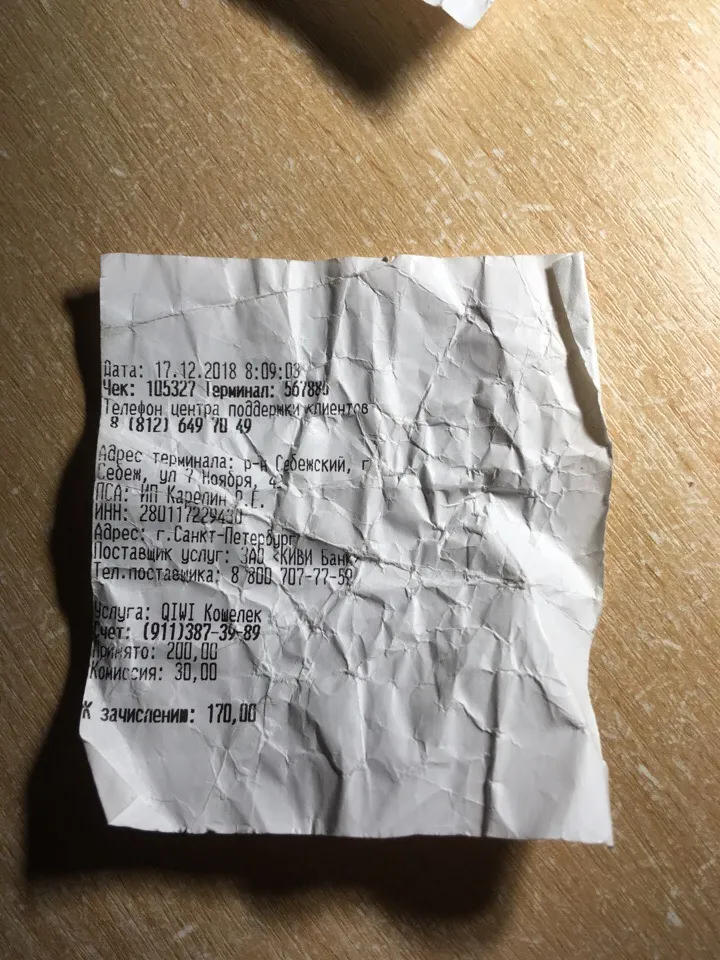 Дата: 17.12.2018 8:09:03
Чек: 105327 Терминал: 567880
Телефон центра поддержки клиентов
8 (812) 649 70 49
Адрес терминала: р-н Себежский, г
Себеж, ул 7 Ноября, 4
ПСА: ИП Карелин О.Е.
ИНН: 280117229430
Адрес: г.Санкт-Петербург
Поставщик услуг: ЗАО «КИВИ Банк»
Тел.поставщика: 8 800 707-77-59
Услуга: QIWI Кошелек
Счет: (911)387-39-89
Принято: 200,00
Комиссия: 30,00
К зачислению: 170,00